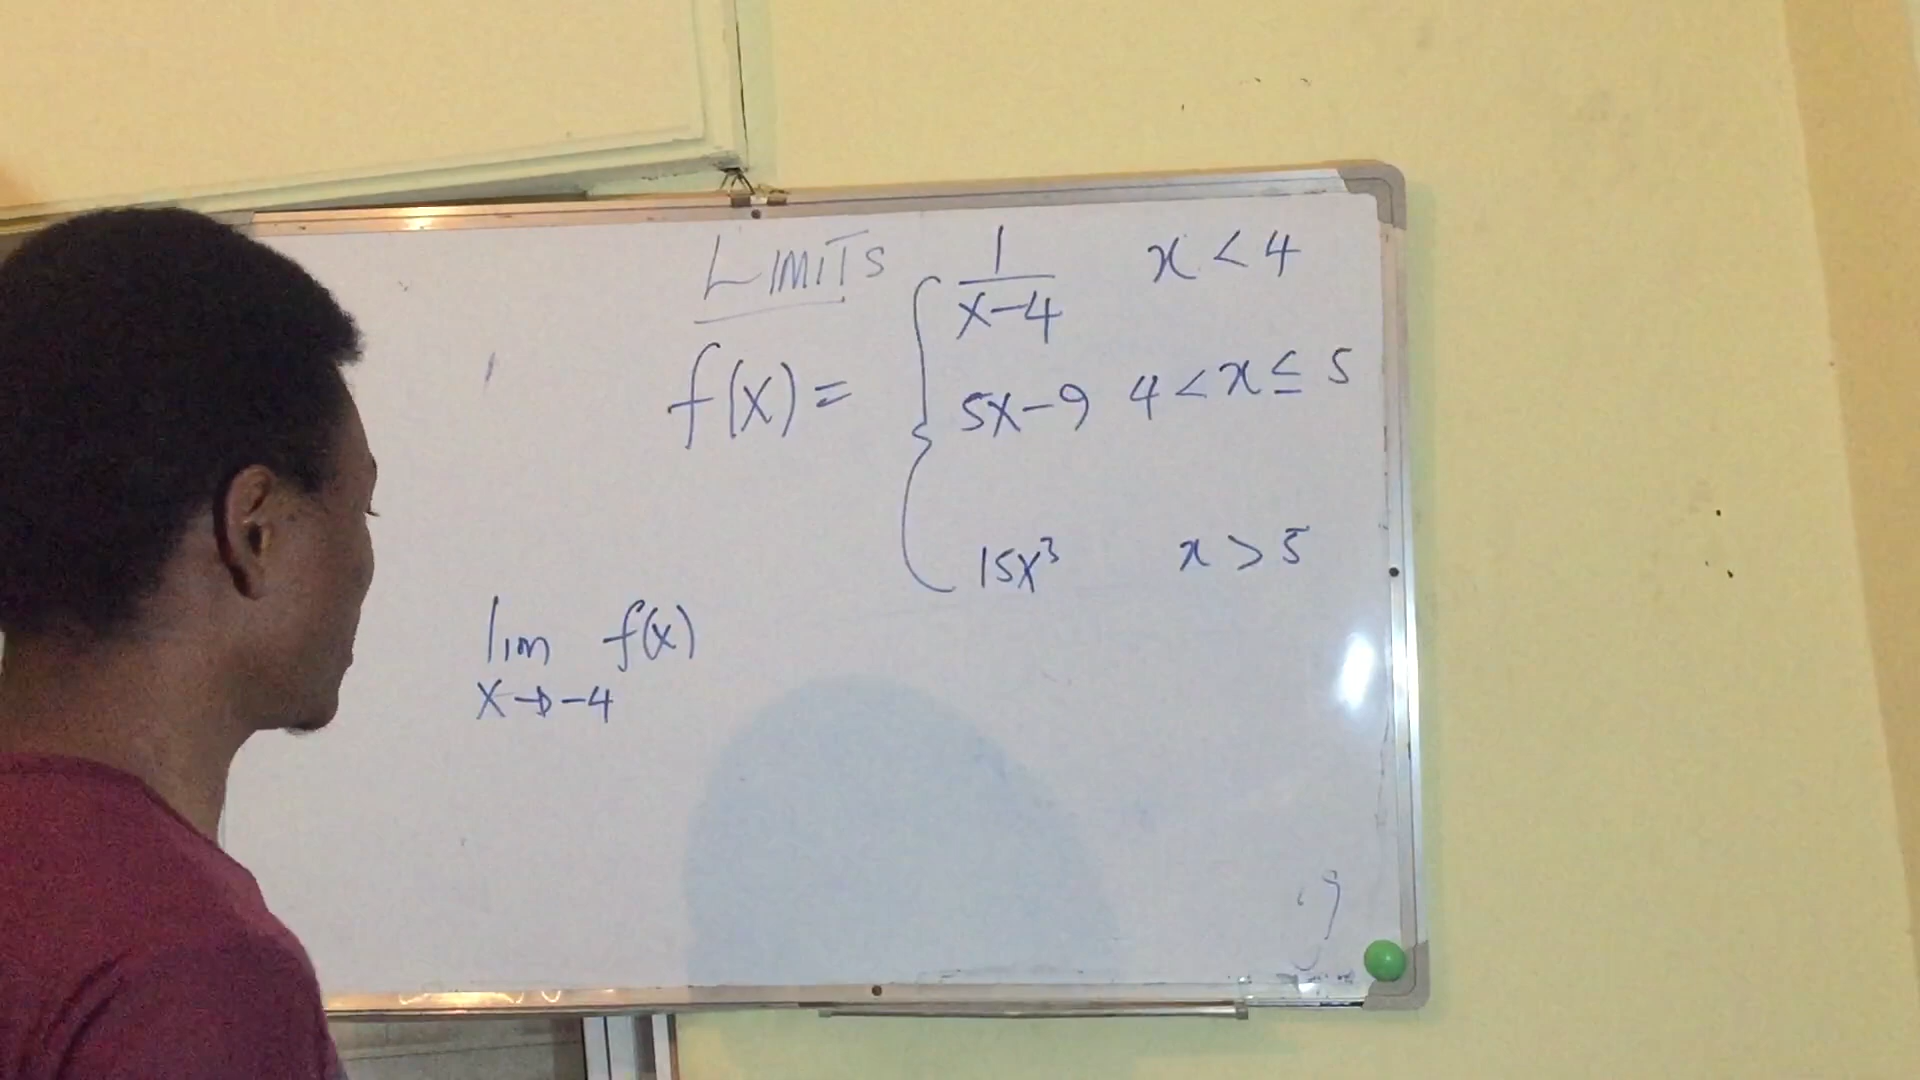 LIMITS
f(x) = { 1/(x-4) x < 4
5x-9 4 < x ≤ 5
15x³ x > 5
lim f(x)
x→-4